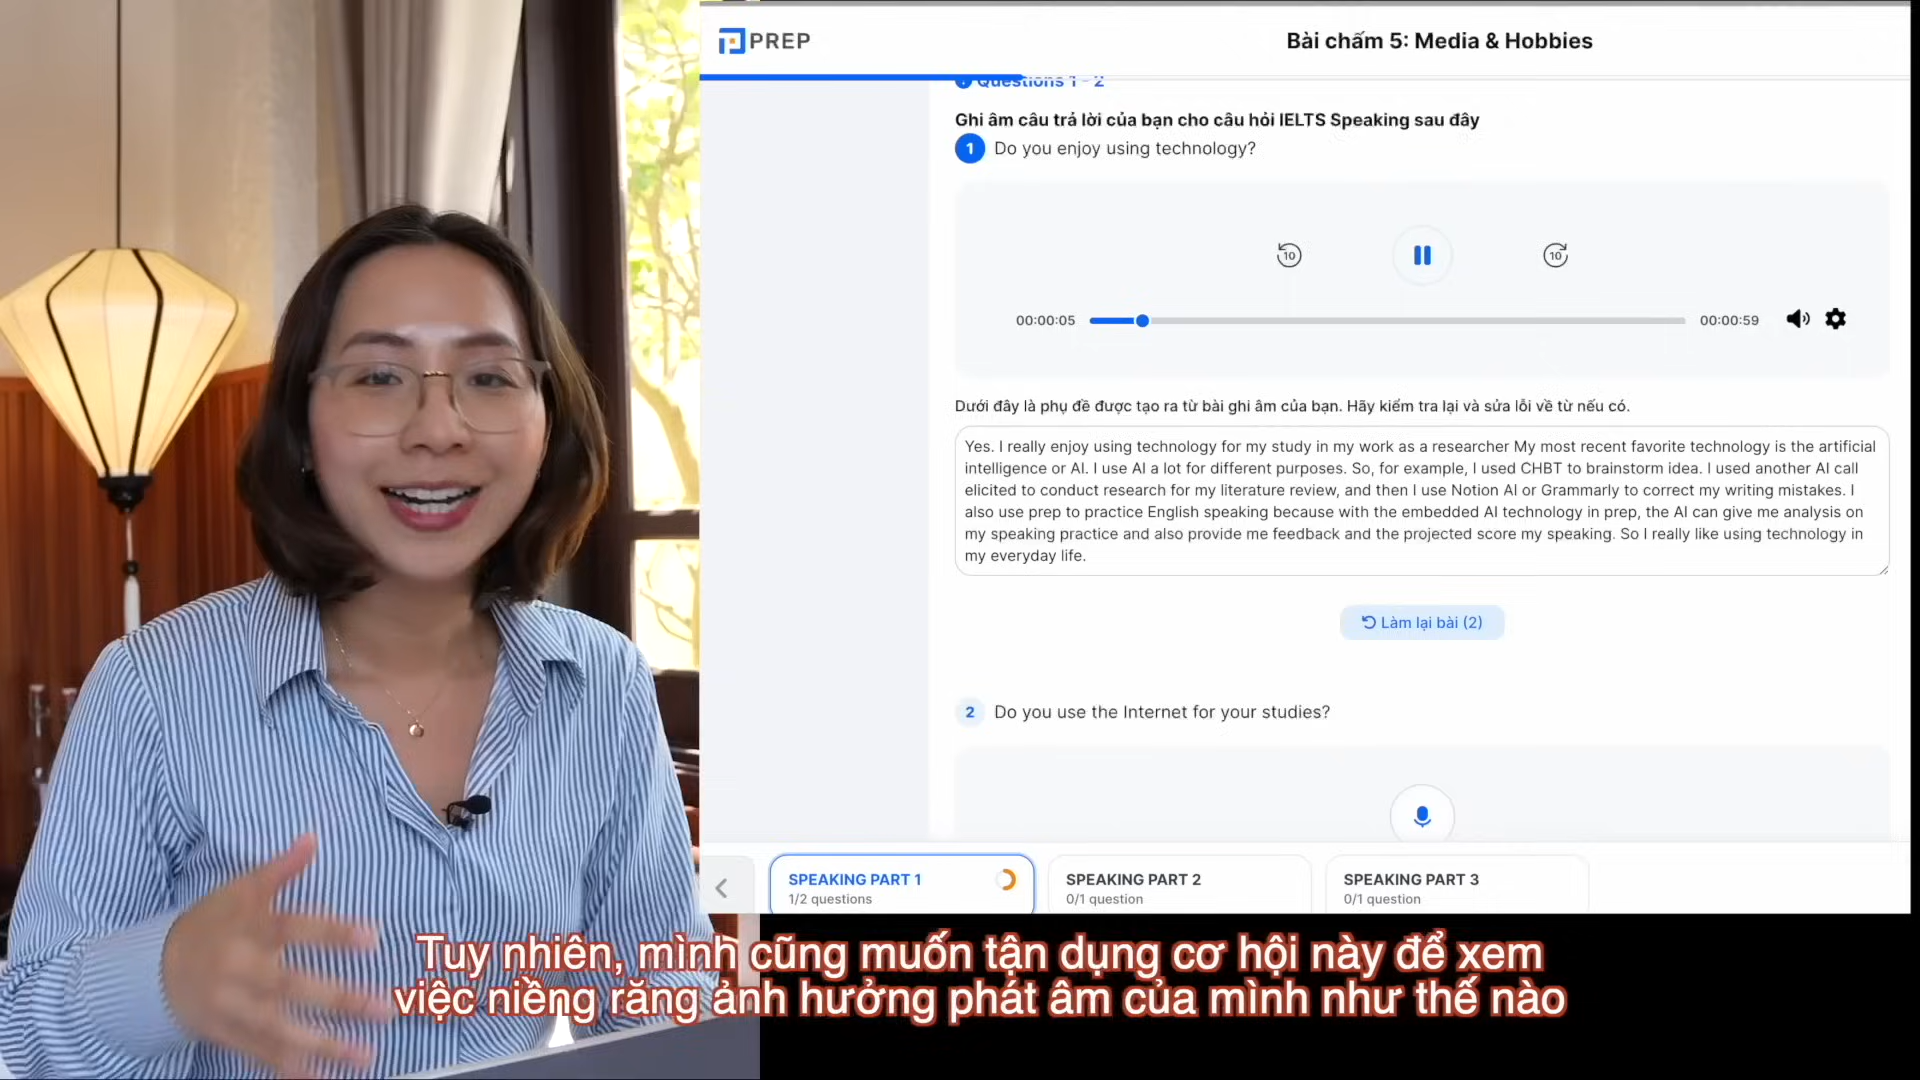 PREP
Bài chấm 5: Media & Hobbies
Questions 1 - 2
Ghi âm câu trả lời của bạn cho câu hỏi IELTS Speaking sau đây
1 Do you enjoy using technology?
10
10
00:00:05
00:00:59
Dưới đây là phụ đề được tạo ra từ bài ghi âm của bạn. Hãy kiểm tra lại và sửa lỗi về từ nếu có.
Yes. I really enjoy using technology for my study in my work as a researcher My most recent favorite technology is the artificial
intelligence or AI. I use AI a lot for different purposes. So, for example, I used CHBT to brainstorm idea. I used another AI call
elicited to conduct research for my literature review, and then I use Notion AI or Grammarly to correct my writing mistakes. I
also use prep to practice English speaking because with the embedded AI technology in prep, the AI can give me analysis on
my speaking practice and also provide me feedback and the projected score my speaking. So I really like using technology in
my everyday life.
Làm lại bài (2)
2 Do you use the Internet for your studies?
SPEAKING PART 1
1/2 questions
SPEAKING PART 2
0/1 question
SPEAKING PART 3
0/1 question
Tuy nhiên, mình cũng muốn tận dụng cơ hội này để xem
việc niềng răng ảnh hưởng phát âm của mình như thế nào